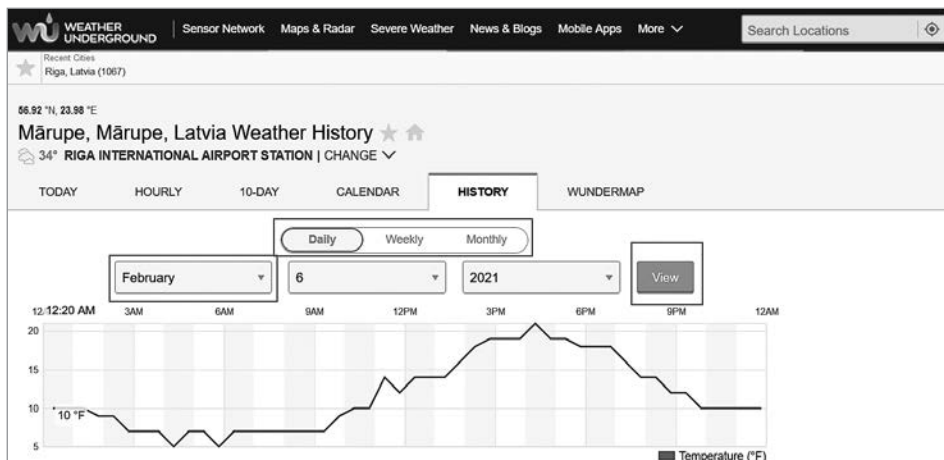 WU WEATHER UNDERGROUND Sensor Network Maps & Radar Severe Weather News & Blogs Mobile Apps More Search Locations
Recent Cities
Riga, Latvia (1067)
56.92 °N, 23.98 °E
Mārupe, Mārupe, Latvia Weather History
34° RIGA INTERNATIONAL AIRPORT STATION | CHANGE
TODAY HOURLY 10-DAY CALENDAR HISTORY WUNDERMAP
Daily Weekly Monthly
February 6 2021 View
12:20 AM 3AM 6AM 9AM 12PM 3PM 6PM 9PM 12AM
20
15
10
10 °F
5
Temperature (°F)